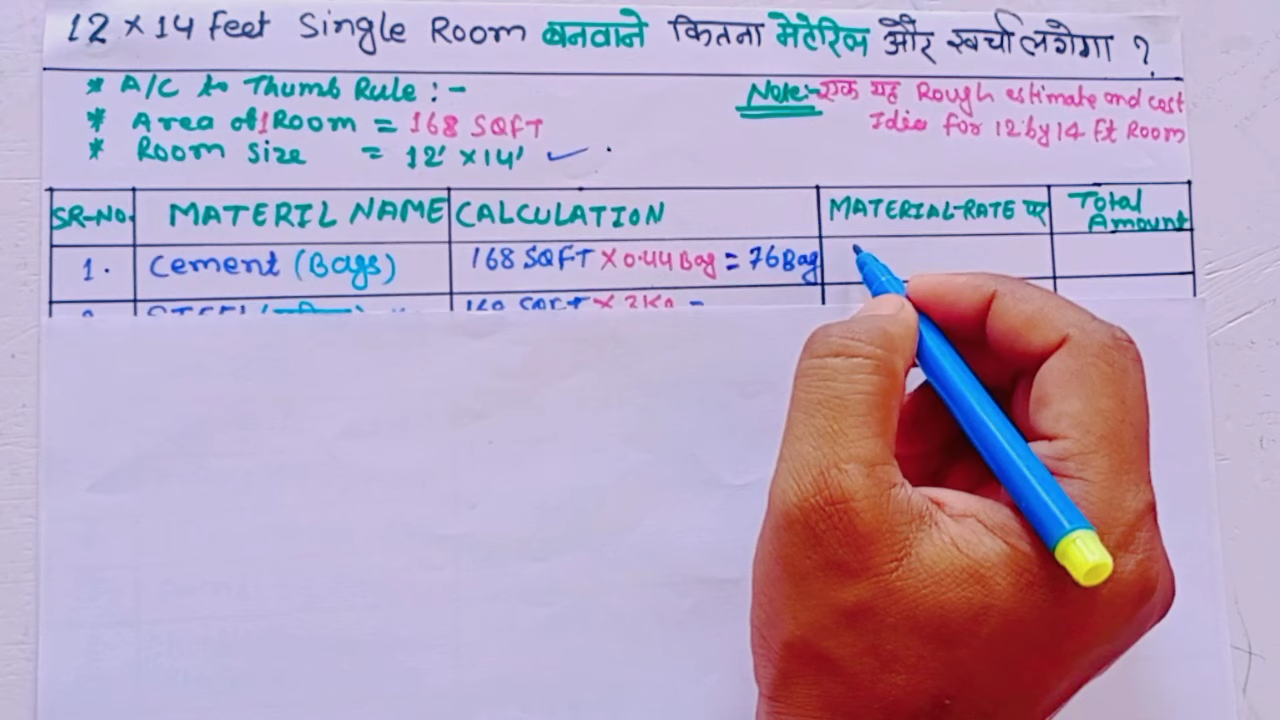 12 × 14 feet Single Room बनवाने कितना मेटेरिल और खर्चा लगेगा ?
* A/C to Thumb Rule :-
* Area of 1 Room = 168 SQFT
* Room Size = 12' × 14'
Note:- एक यह Rough estimate and cost
Idia for 12 by 14 ft Room
SR-No. MATERIL NAME CALCULATION MATERIAL-RATE पर Total Amount
1. Cement (Bags) 168 SQFT × 0.44 Bag = 76 Bag